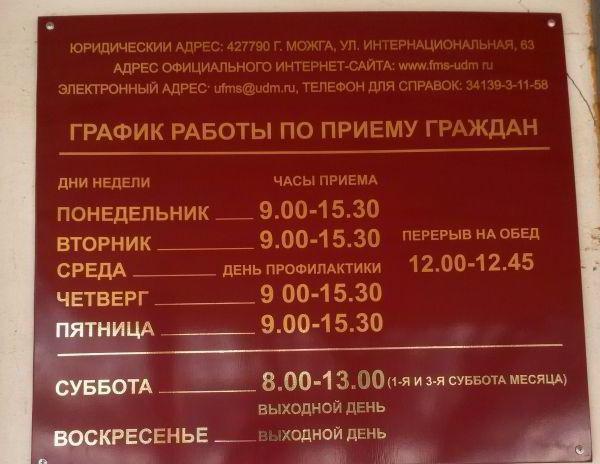 ЮРИДИЧЕСКИЙ АДРЕС: 427790 Г. МОЖГА, УЛ. ИНТЕРНАЦИОНАЛЬНАЯ, 63
АДРЕС ОФИЦИАЛЬНОГО ИНТЕРНЕТ-САЙТА: www.fms-udm ru
ЭЛЕКТРОННЫЙ АДРЕС: ufms@udm.ru, ТЕЛЕФОН ДЛЯ СПРАВОК: 34139-3-11-58
ГРАФИК РАБОТЫ ПО ПРИЕМУ ГРАЖДАН
ДНИ НЕДЕЛИ ЧАСЫ ПРИЕМА
ПОНЕДЕЛЬНИК 9.00-15.30
ВТОРНИК 9.00-15.30 ПЕРЕРЫВ НА ОБЕД
СРЕДА ДЕНЬ ПРОФИЛАКТИКИ 12.00-12.45
ЧЕТВЕРГ 9 00-15.30
ПЯТНИЦА 9.00-15.30
СУББОТА 8.00-13.00 (1-Я И 3-Я СУББОТА МЕСЯЦА)
ВЫХОДНОЙ ДЕНЬ
ВОСКРЕСЕНЬЕ ВЫХОДНОЙ ДЕНЬ